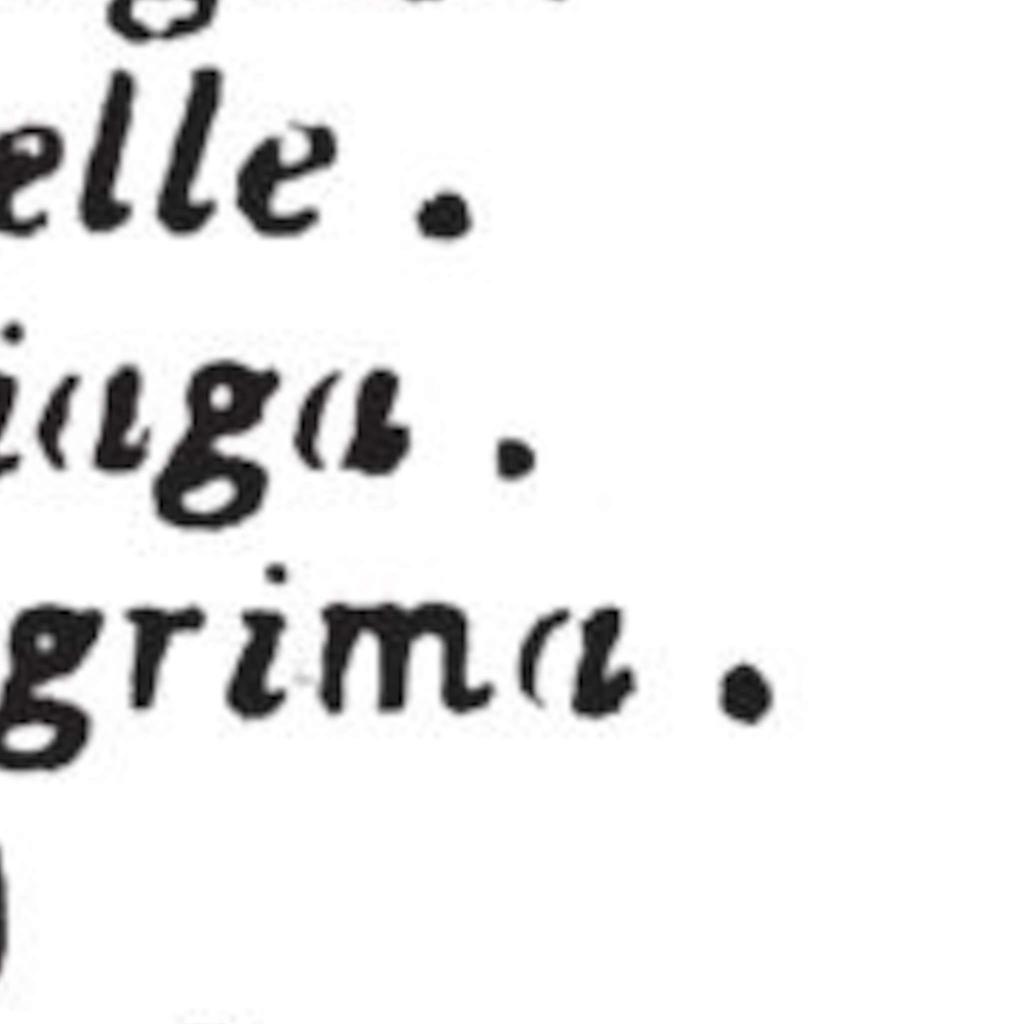 elle .
iaga .
grima .